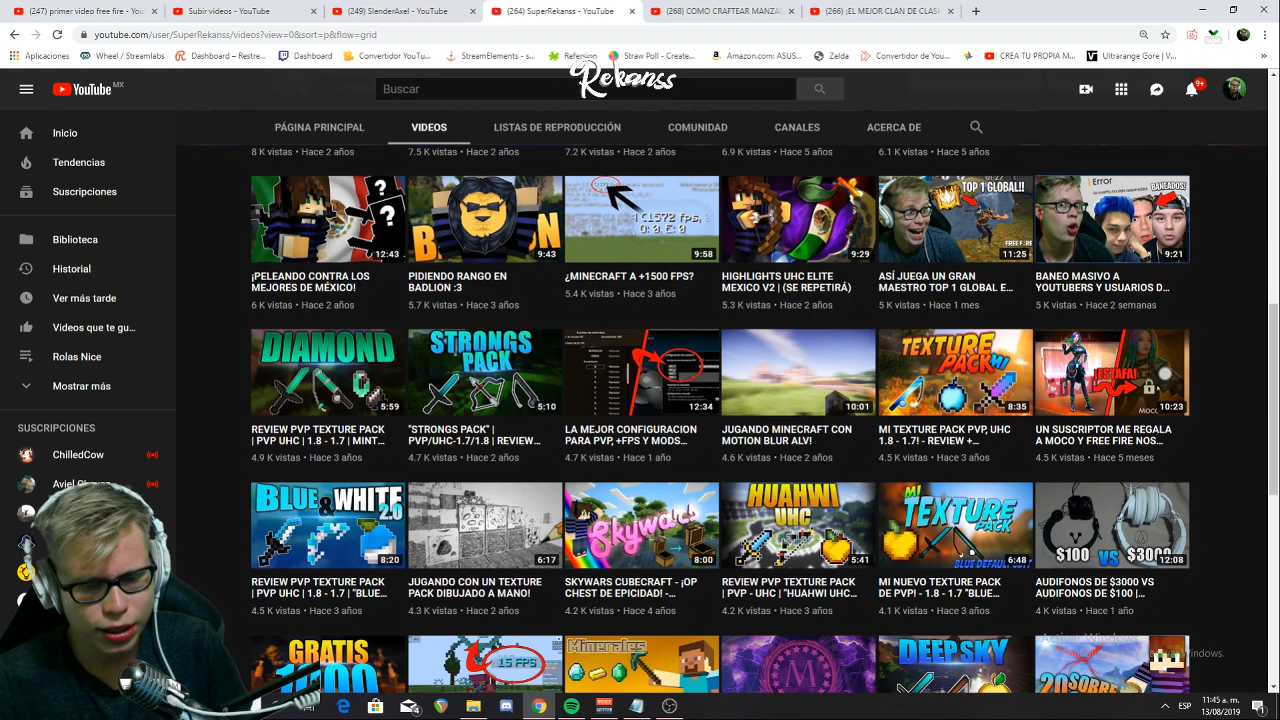 (247) primer video free fire - You
Subir videos - YouTube
(249) SlenderAxel - YouTube
(264) SuperRekanss - YouTube
(268) COMO CRAFTEAR MANZA
(266) ¡EL MEJOR CLAN DE CLAS
youtube.com/user/SuperRekanss/videos?view=0&sort=p&flow=grid
Aplicaciones
Biteable / Streamlabs
Dashboard – Restre...
Dashboard
Convertidor de YouT...
StreamElements - s...
Refersion
Straw Poll - Create...
Amazon.com: ASUS...
Zelda
Convertidor de You...
CREA TU PROPIA M...
Ultrarange Gore | Ve...
Rekanss
YouTube MX
Buscar
9+
PÁGINA PRINCIPAL
VIDEOS
LISTAS DE REPRODUCCIÓN
COMUNIDAD
CANALES
ACERCA DE
Inicio
Tendencias
Suscripciones
Biblioteca
Historial
Ver más tarde
Videos que te gu...
Rolas Nice
Mostrar más
SUSCRIPCIONES
ChilledCow
8 K vistas • Hace 2 años
7.5 K vistas • Hace 2 años
7.2 K vistas • Hace 2 años
6.9 K vistas • Hace 5 años
6.1 K vistas • Hace 5 años
? ?
12:43
9:43
(1572 fps,
0: 0, E: 0
9:58
9:29
TOP 1 GLOBAL!!
FREE FIRE
11:25
Error
BANEADOS!
9:21
¡PELEANDO CONTRA LOS
MEJORES DE MÉXICO!
6 K vistas • Hace 2 años
PIDIENDO RANGO EN
BADLION :3
5.7 K vistas • Hace 3 años
¿MINECRAFT A +1500 FPS?
5.4 K vistas • Hace 3 años
HIGHLIGHTS UHC ELITE
MEXICO V2 | (SE REPETIRÁ)
5.3 K vistas • Hace 2 años
ASÍ JUEGA UN GRAN
MAESTRO TOP 1 GLOBAL E...
5 K vistas • Hace 1 mes
BANEO MASIVO A
YOUTUBERS Y USUARIOS D...
5 K vistas • Hace 2 semanas
DIAMOND
5:59
STRONGS
PACK
5:10
12:34
10:01
TEXTURE
PACK MI
8:35
¡ESTAFA!
MOCO
10:23
REVIEW PVP TEXTURE PACK
| PVP UHC | 1.8 - 1.7 | MINT...
4.9 K vistas • Hace 3 años
"STRONGS PACK" |
PVP/UHC-1.7/1.8 | REVIEW...
4.7 K vistas • Hace 2 años
LA MEJOR CONFIGURACION
PARA PVP, +FPS Y MODS...
4.7 K vistas • Hace 1 año
JUGANDO MINECRAFT CON
MOTION BLUR ALV!
4.6 K vistas • Hace 2 años
MI TEXTURE PACK PVP, UHC
1.8 - 1.7! - REVIEW +...
4.5 K vistas • Hace 3 años
UN SUSCRIPTOR ME REGALA
A MOCO Y FREE FIRE NOS...
4.5 K vistas • Hace 5 meses
BLUE & WHITE
2.0
8:20
6:17
Skywars
8:00
HUAHWI
UHC
5:41
MI
TEXTURE
PACK
6:48
$100 VS $3000
12:08
REVIEW PVP TEXTURE PACK
| PVP UHC | 1.8 - 1.7 | "BLUE...
4.5 K vistas • Hace 3 años
JUGANDO CON UN TEXTURE
PACK DIBUJADO A MANO!
4.3 K vistas • Hace 2 años
SKYWARS CUBECRAFT - ¡OP
CHEST DE EPICIDAD! -...
4.2 K vistas • Hace 4 años
REVIEW PVP TEXTURE PACK
| PVP - UHC | "HUAHWI UHC...
4.2 K vistas • Hace 3 años
MI NUEVO TEXTURE PACK
DE PVP! - 1.8 - 1.7 "BLUE...
4.1 K vistas • Hace 3 años
AUDIFONOS DE $3000 VS
AUDIFONOS DE $100 |...
4 K vistas • Hace 1 año
GRATIS
15 FPS
Minerales
DEEP SKY
Activar Windows
ESP
11:45 a. m.
13/08/2019